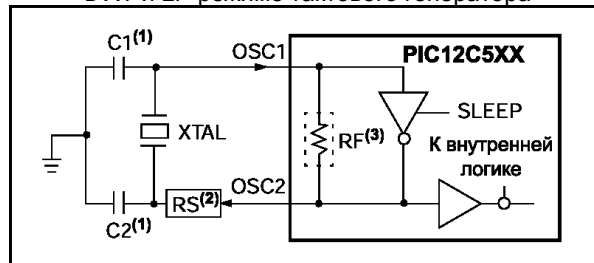 C1(1)
OSC1
PIC12C5XX
XTAL
SLEEP
RF(3)
К внутренней
логике
OSC2
RS(2)
C2(1)